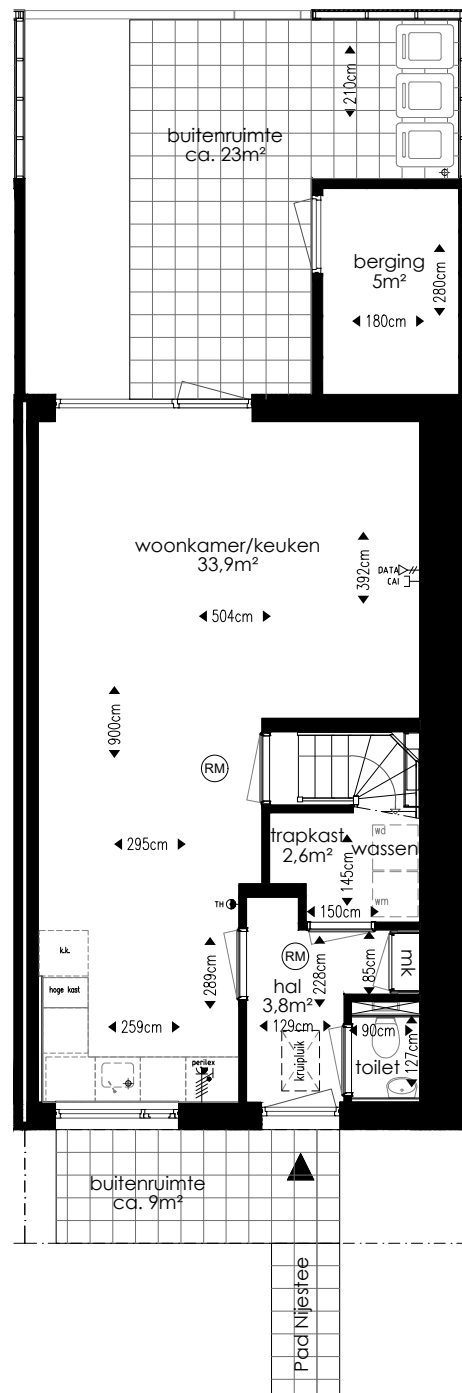 210cm
buitenruimte
ca. 23m²
berging
5m²
280cm
180cm
woonkamer/keuken
33,9m²
392cm
DATA
CAI
504cm
900cm
RM
trapkast
2,6m²
wd
wassen
295cm
145cm
wm
TH
150cm
RM
289cm
228cm
85cm
mk
k.k.
hoge kast
hal
3,8m²
259cm
129cm
90cm
127cm
kruipluik
toilet
perilex
buitenruimte
ca. 9m²
Pad Nijestee